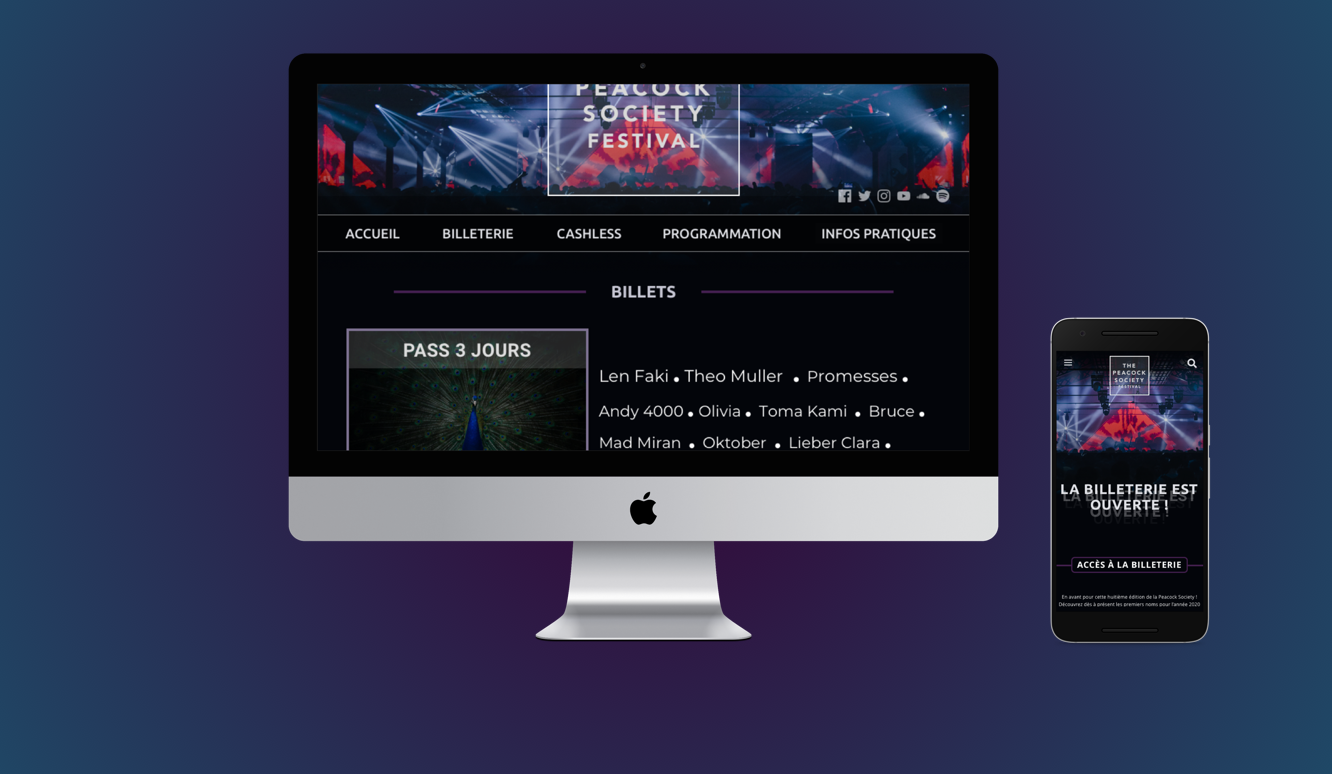 PEACOCK
SOCIETY
FESTIVAL
ACCUEIL BILLETERIE CASHLESS PROGRAMMATION INFOS PRATIQUES
BILLETS
PASS 3 JOURS
Len Faki • Theo Muller • Promesses •
Andy 4000 • Olivia • Toma Kami • Bruce •
Mad Miran • Oktober • Lieber Clara •
THE
PEACOCK
SOCIETY
FESTIVAL
LA BILLETERIE EST
OUVERTE !
ACCÈS À LA BILLETERIE
En avant pour cette huitième édition de la Peacock Society !
Découvrez dès à présent les premiers noms pour l'année 2020